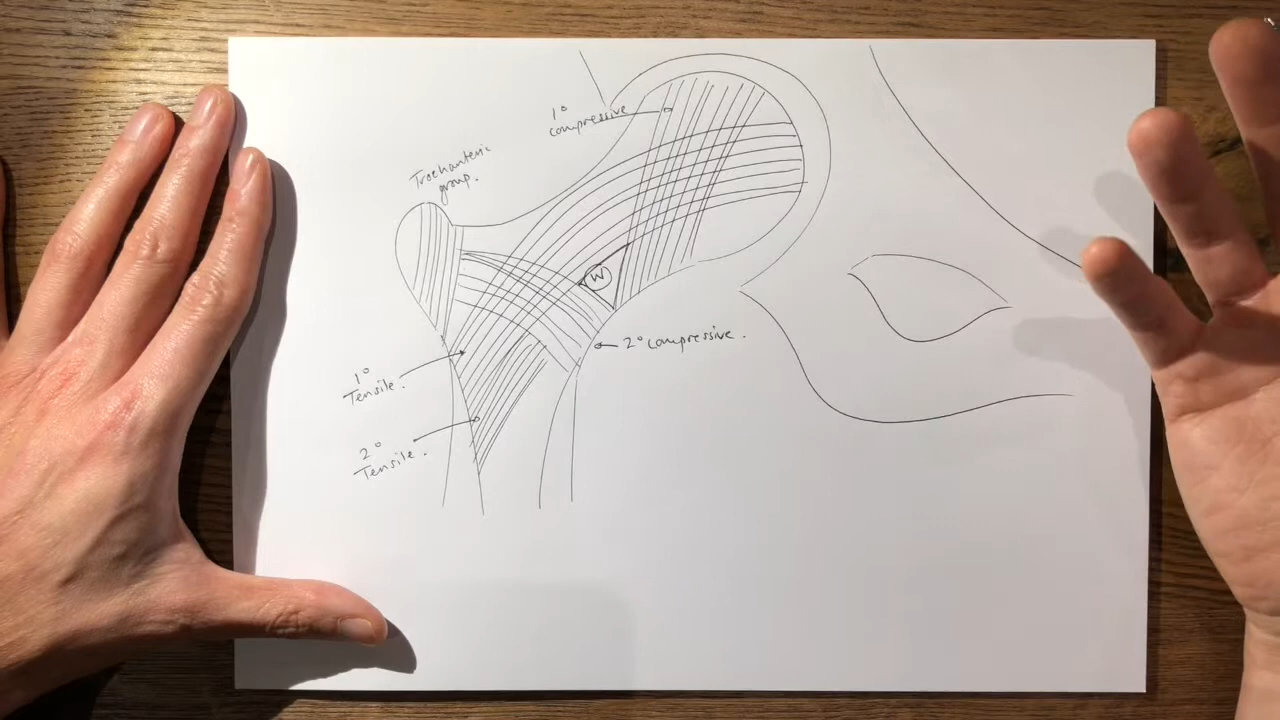 1°
compressive
Trochanteric
group.
W
2° compressive.
1°
Tensile.
2°
Tensile.